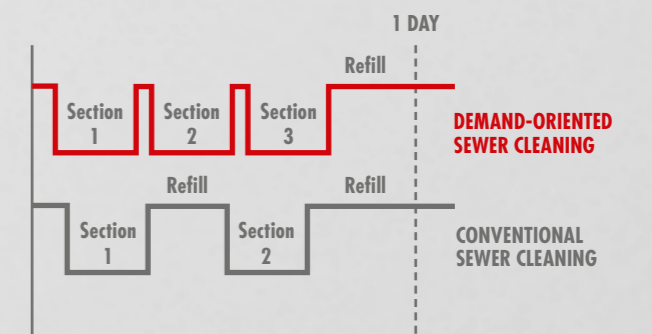 1 DAY
Refill
Section
1
Section
2
Section
3
DEMAND-ORIENTED
SEWER CLEANING
Refill
Refill
Section
1
Section
2
CONVENTIONAL
SEWER CLEANING